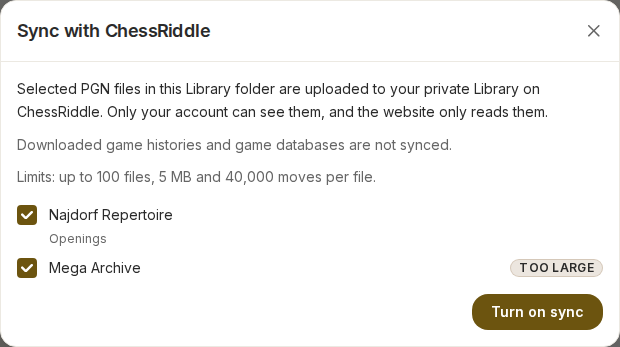 Sync with ChessRiddle
Selected PGN files in this Library folder are uploaded to your private Library on
ChessRiddle. Only your account can see them, and the website only reads them.
Downloaded game histories and game databases are not synced.
Limits: up to 100 files, 5 MB and 40,000 moves per file.
Najdorf Repertoire
Openings
Mega Archive
TOO LARGE
Turn on sync